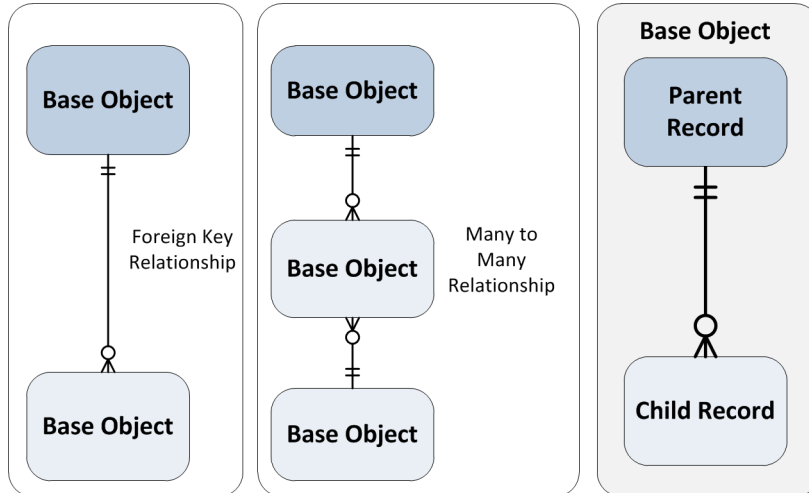 Base Object
Foreign Key
Relationship
Base Object
Base Object
Base Object
Many to
Many
Relationship
Base Object
Base Object
Parent
Record
Child Record